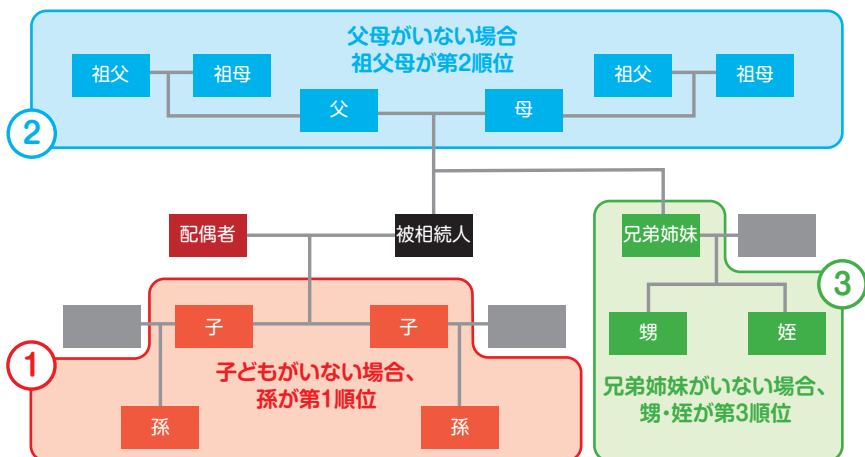 父母がいない場合
祖父母が第2順位
祖父
祖母
祖父
祖母
父
母
2
配偶者
被相続人
兄弟姉妹
3
子
子
甥
姪
1
子どもがいない場合、
孫が第1順位
兄弟姉妹がいない場合、
甥・姪が第3順位
孫
孫